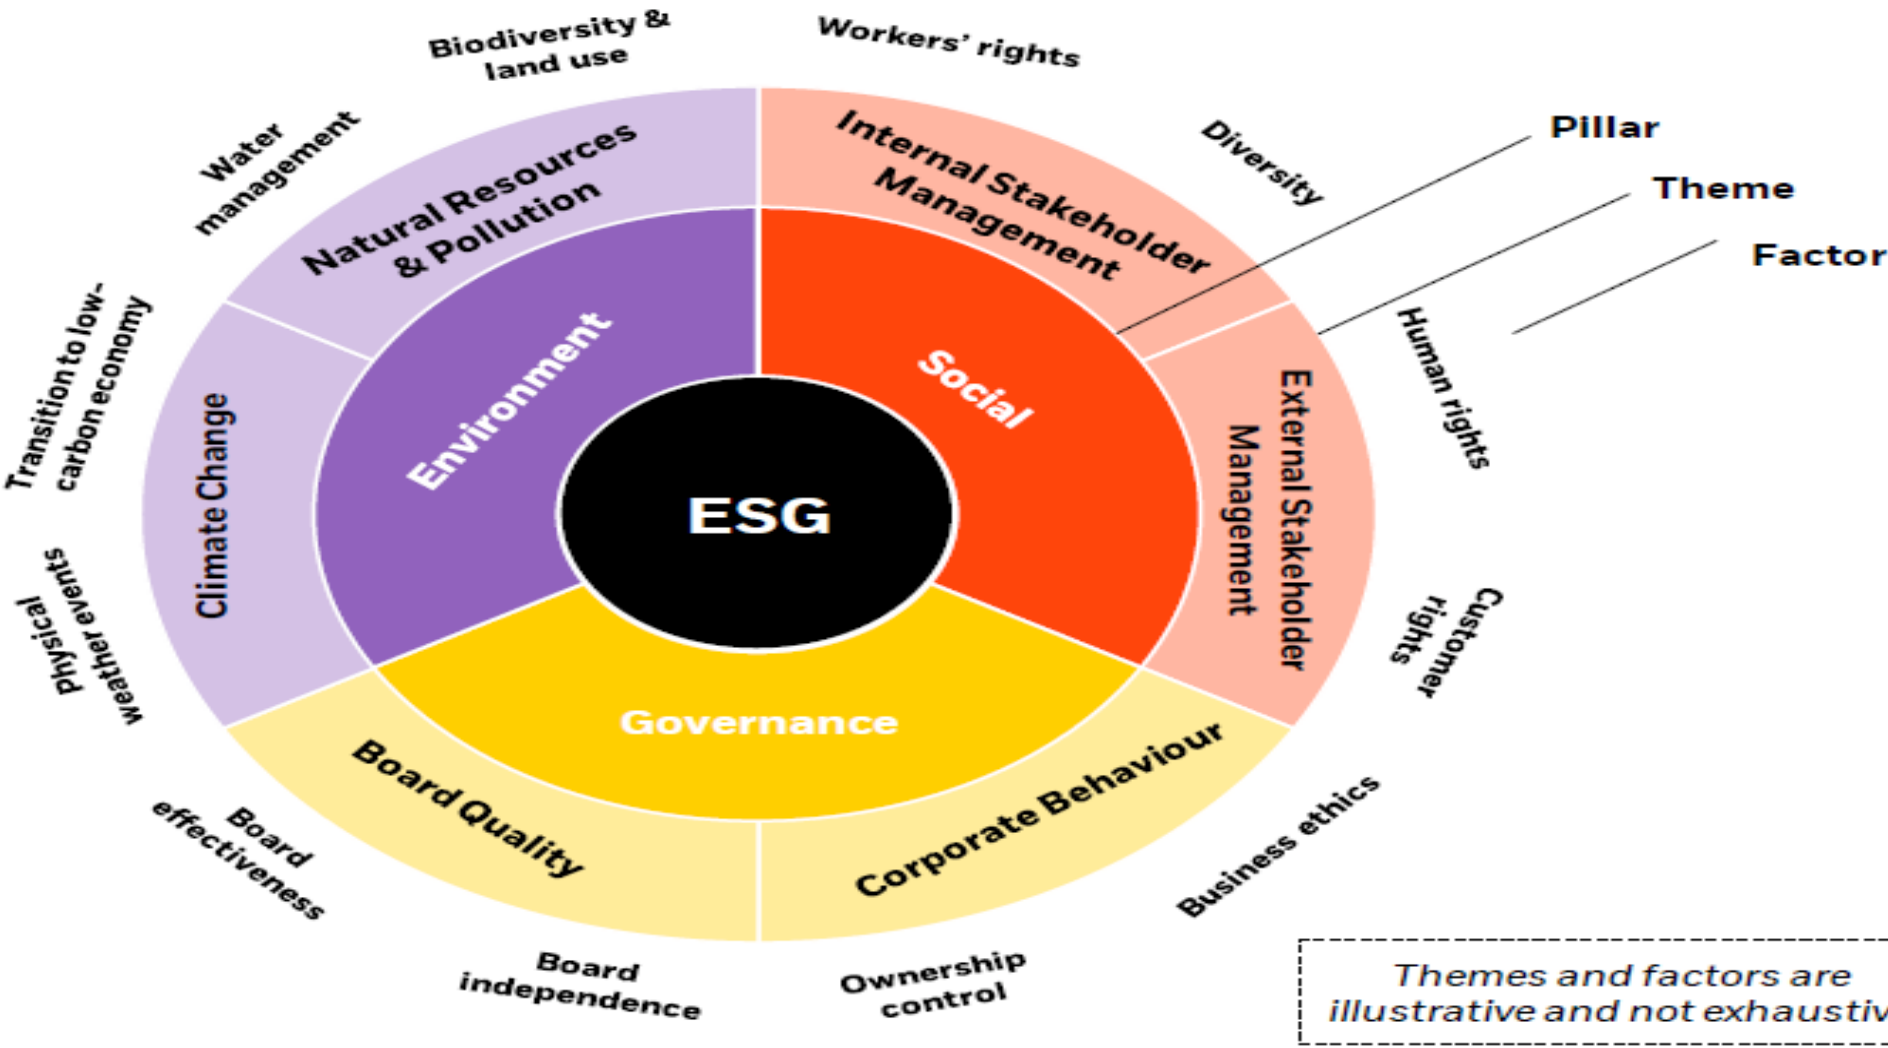 Biodiversity &
land use
Workers' rights
Water
management
Natural Resources
& Pollution
Internal Stakeholder
Management
Diversity
Pillar
Theme
Factor
Transition to low-
carbon economy
Climate Change
Environment
Social
ESG
External Stakeholder
Management
Human rights
Physical
weather events
Customer
rights
Governance
Board Quality
Corporate Behaviour
Board
effectiveness
Business ethics
Board
independence
Ownership
control
Themes and factors are
illustrative and not exhaustiv